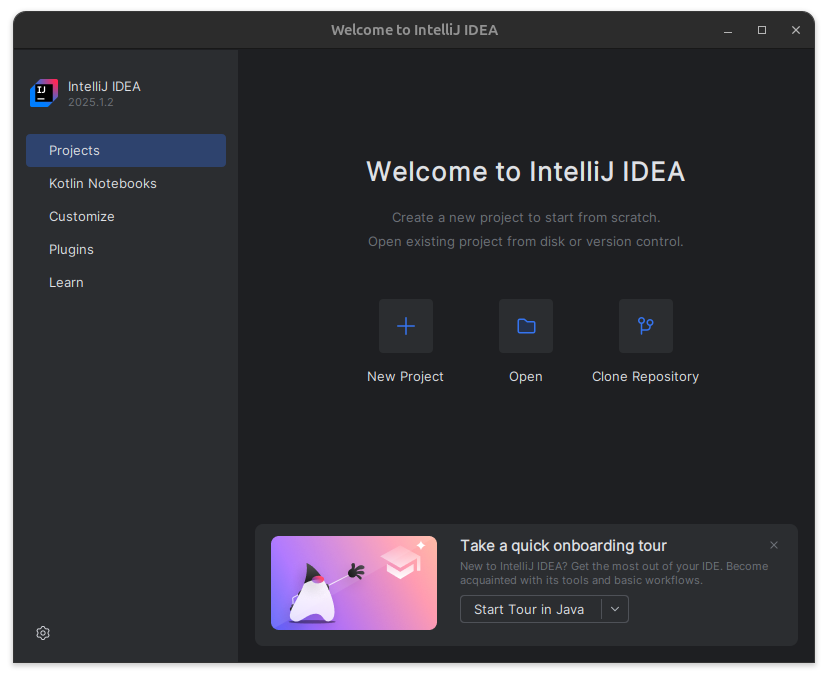 Welcome to IntelliJ IDEA
IJ
IntelliJ IDEA
2025.1.2
Projects
Kotlin Notebooks
Customize
Plugins
Learn
Welcome to IntelliJ IDEA
Create a new project to start from scratch.
Open existing project from disk or version control.
New Project
Open
Clone Repository
Take a quick onboarding tour
New to IntelliJ IDEA? Get the most out of your IDE. Become
acquainted with its tools and basic workflows.
Start Tour in Java